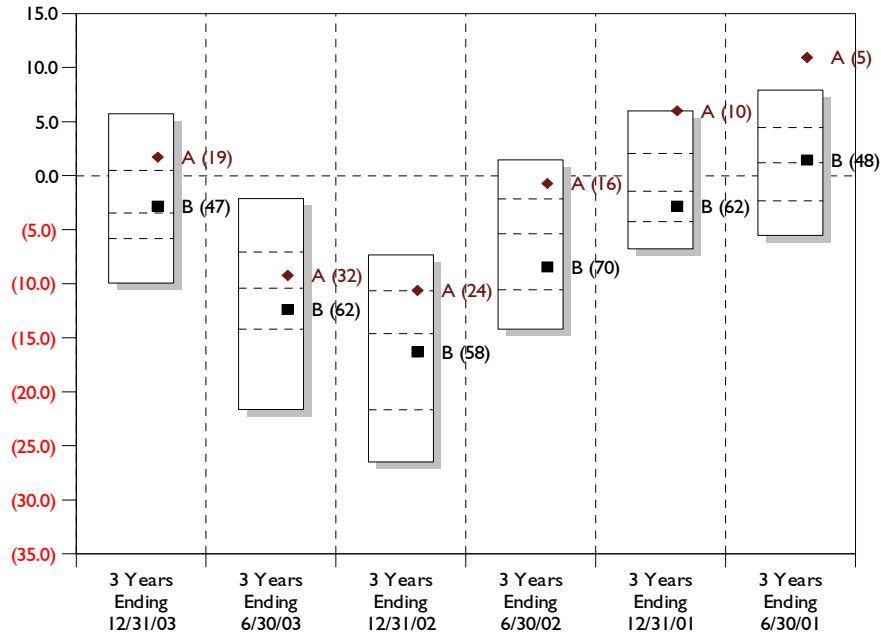 15.0
10.0
5.0
0.0
(5.0)
(10.0)
(15.0)
(20.0)
(25.0)
(30.0)
(35.0)
A (19)
B (47)
A (32)
B (62)
A (24)
B (58)
A (16)
B (70)
A (10)
B (62)
A (5)
B (48)
3 Years
Ending
12/31/03
3 Years
Ending
6/30/03
3 Years
Ending
12/31/02
3 Years
Ending
6/30/02
3 Years
Ending
12/31/01
3 Years
Ending
6/30/01